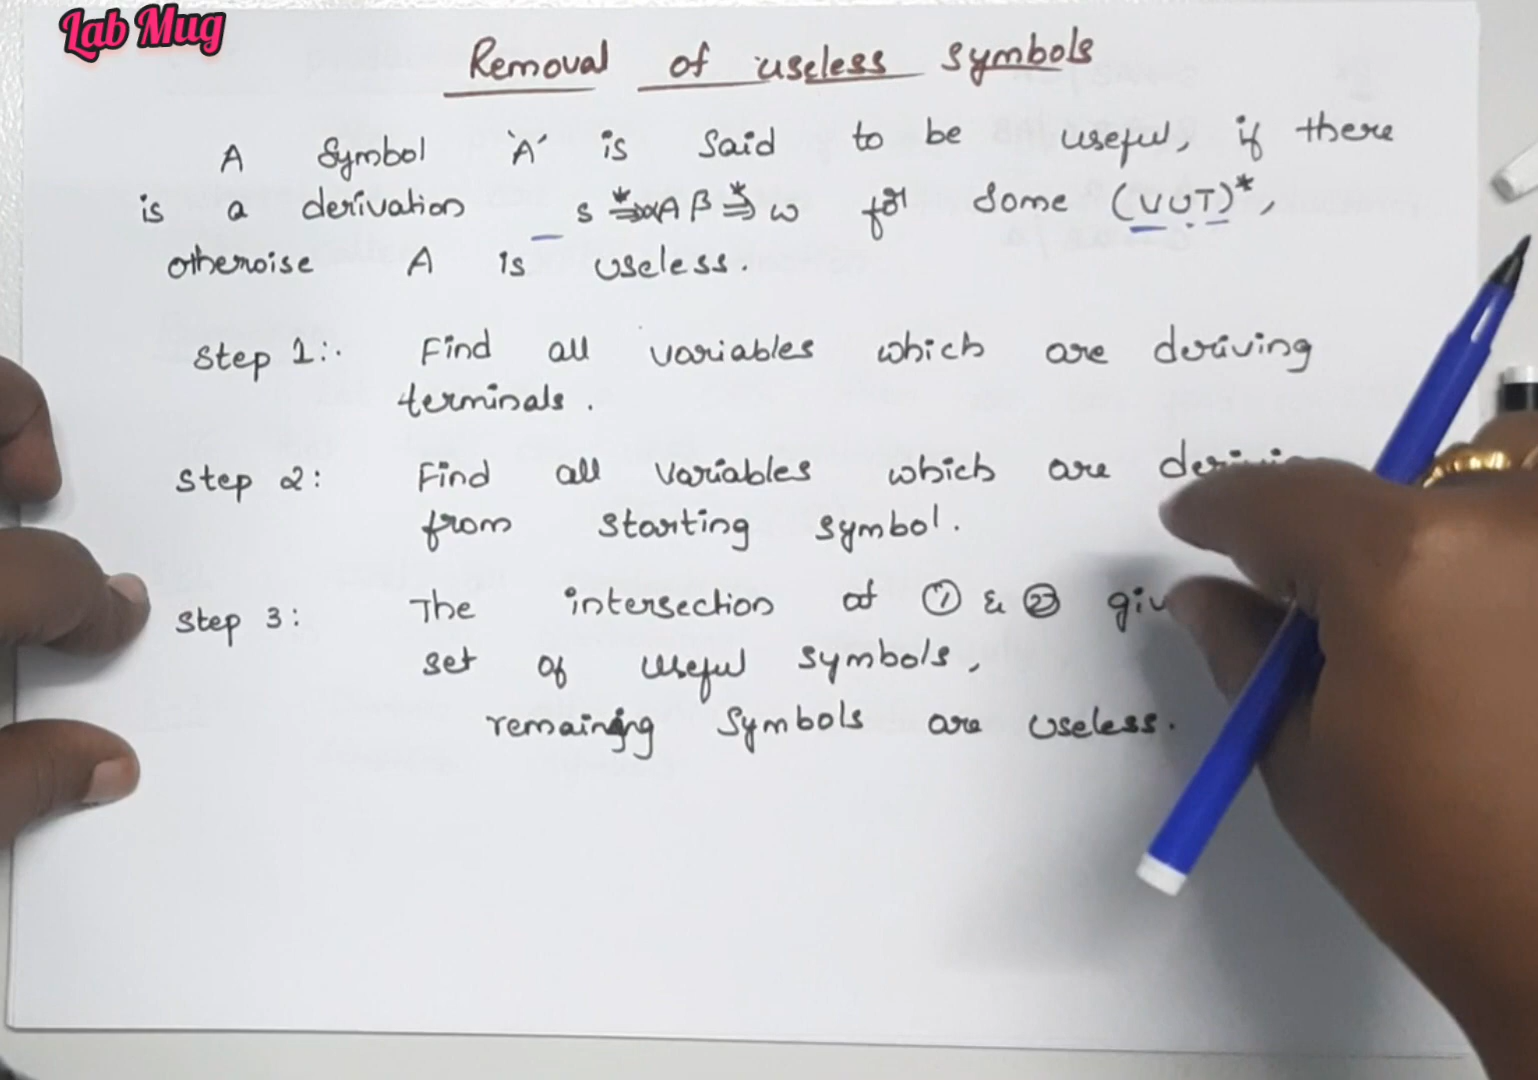 Lab Mug
Removal of useless symbols
A symbol 'A' is said to be useful, if there
is a derivation S ⇒* αAβ ⇒* ω for some (VUT)*,
otherwise A is useless.
Step 1:. Find all variables which are deriving
terminals.
Step 2: Find all variables which are
from starting symbol.
Step 3: The intersection of ① & ②
set of useful symbols,
remaining symbols are useless.